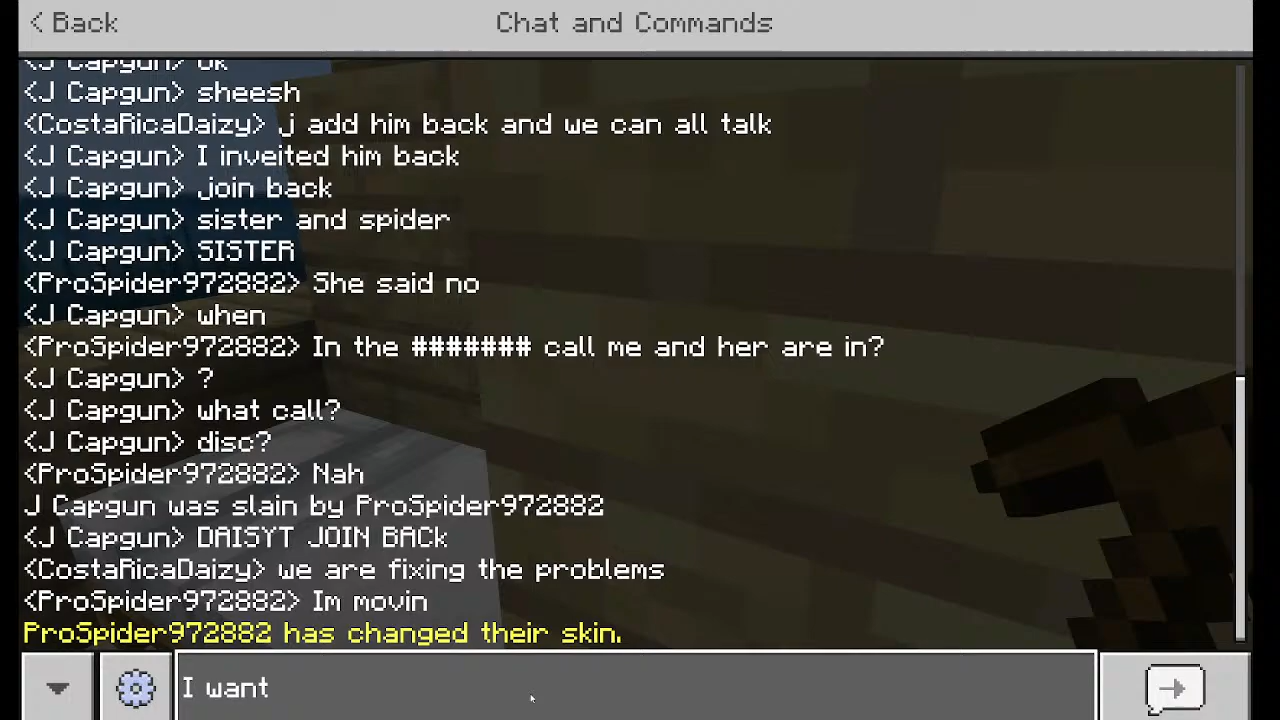 < Back
Chat and Commands
<J Capgun> ok
<J Capgun> sheesh
<CostaRicaDaizy> j add him back and we can all talk
<J Capgun> I inveited him back
<J Capgun> join back
<J Capgun> sister and spider
<J Capgun> SISTER
<ProSpider972882> She said no
<J Capgun> when
<ProSpider972882> In the ####### call me and her are in?
<J Capgun> ?
<J Capgun> what call?
<J Capgun> disc?
<ProSpider972882> Nah
J Capgun was slain by ProSpider972882
<J Capgun> DAISYT JOIN BACk
<CostaRicaDaizy> we are fixing the problems
<ProSpider972882> Im movin
ProSpider972882 has changed their skin.
I want